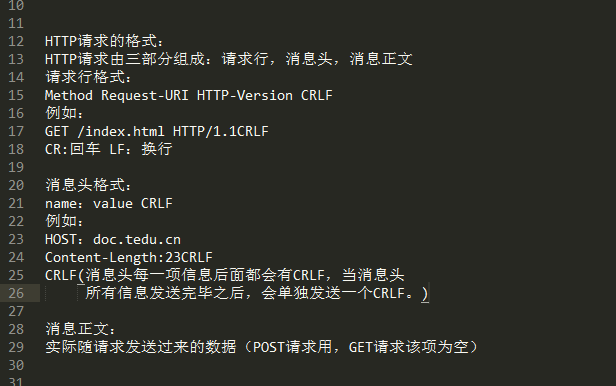 10
11
12 HTTP请求的格式：
13 HTTP请求由三部分组成：请求行，消息头，消息正文
14 请求行格式：
15 Method Request-URI HTTP-Version CRLF
16 例如：
17 GET /index.html HTTP/1.1CRLF
18 CR:回车 LF：换行
19
20 消息头格式：
21 name：value CRLF
22 例如：
23 HOST：doc.tedu.cn
24 Content-Length:23CRLF
25 CRLF(消息头每一项信息后面都会有CRLF，当消息头
26 所有信息发送完毕之后，会单独发送一个CRLF。)
27
28 消息正文：
29 实际随请求发送过来的数据（POST请求用，GET请求该项为空）
30
31